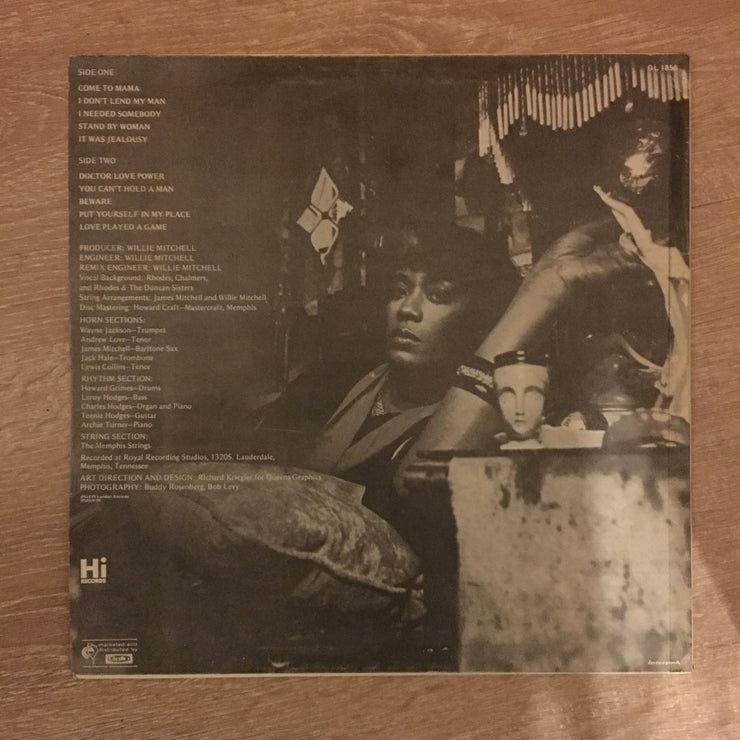 SIDE ONE
COME TO MAMA
I DON'T LEND MY MAN
I NEEDED SOMEBODY
STAND BY WOMAN
IT WAS JEALOUSY
SIDE TWO
DOCTOR LOVE POWER
YOU CAN'T HOLD A MAN
BEWARE
PUT YOURSELF IN MY PLACE
LOVE PLAYED A GAME
PRODUCER: WILLIE MITCHELL
ENGINEER: WILLIE MITCHELL
REMIX ENGINEER: WILLIE MITCHELL
Vocal Background: Rhodes, Chalmers,
and Rhodes & The Duncan Sisters
String Arrangements: James Mitchell and Willie Mitchell
Disc Mastering: Howard Craft—Mastercraft, Memphis
HORN SECTIONS:
Wayne Jackson—Trumpet
Andrew Love—Tenor
James Mitchell—Baritone Sax
Jack Hale—Trombone
Lewis Collins—Tenor
RHYTHM SECTION:
Howard Grimes—Drums
Leroy Hodges—Bass
Charles Hodges—Organ and Piano
Teenie Hodges—Guitar
Archie Turner—Piano
STRING SECTION:
The Memphis Strings
Recorded at Royal Recording Studios, 1320S. Lauderdale,
Memphis, Tennessee
ART DIRECTION AND DESIGN: Richard Kriegler for Queens Graphics
PHOTOGRAPHY: Buddy Rosenberg, Bob Levy
London Records
Hi
RECORDS
marketed and
distributed by
GL 1856